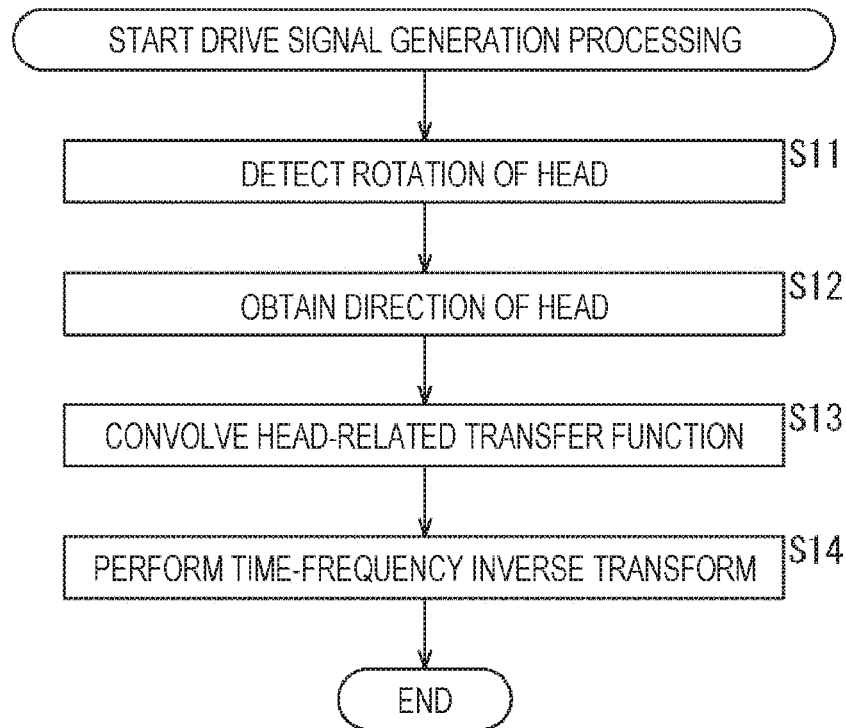 START DRIVE SIGNAL GENERATION PROCESSING
S11
DETECT ROTATION OF HEAD
S12
OBTAIN DIRECTION OF HEAD
S13
CONVOLVE HEAD-RELATED TRANSFER FUNCTION
S14
PERFORM TIME-FREQUENCY INVERSE TRANSFORM
END